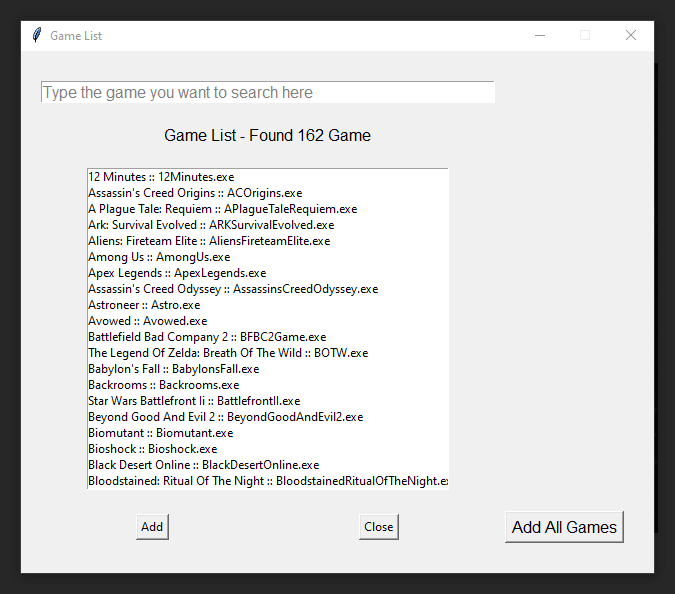 Game List
Type the game you want to search here
Game List - Found 162 Game
12 Minutes :: 12Minutes.exe
Assassin's Creed Origins :: ACOrigins.exe
A Plague Tale: Requiem :: APlagueTaleRequiem.exe
Ark: Survival Evolved :: ARKSurvivalEvolved.exe
Aliens: Fireteam Elite :: AliensFireteamElite.exe
Among Us :: AmongUs.exe
Apex Legends :: ApexLegends.exe
Assassin's Creed Odyssey :: AssassinsCreedOdyssey.exe
Astroneer :: Astro.exe
Avowed :: Avowed.exe
Battlefield Bad Company 2 :: BFBC2Game.exe
The Legend Of Zelda: Breath Of The Wild :: BOTW.exe
Babylon's Fall :: BabylonsFall.exe
Backrooms :: Backrooms.exe
Star Wars Battlefront Ii :: BattlefrontII.exe
Beyond Good And Evil 2 :: BeyondGoodAndEvil2.exe
Biomutant :: Biomutant.exe
Bioshock :: Bioshock.exe
Black Desert Online :: BlackDesertOnline.exe
Bloodstained: Ritual Of The Night :: BloodstainedRitualOfTheNight.e
Add Close Add All Games